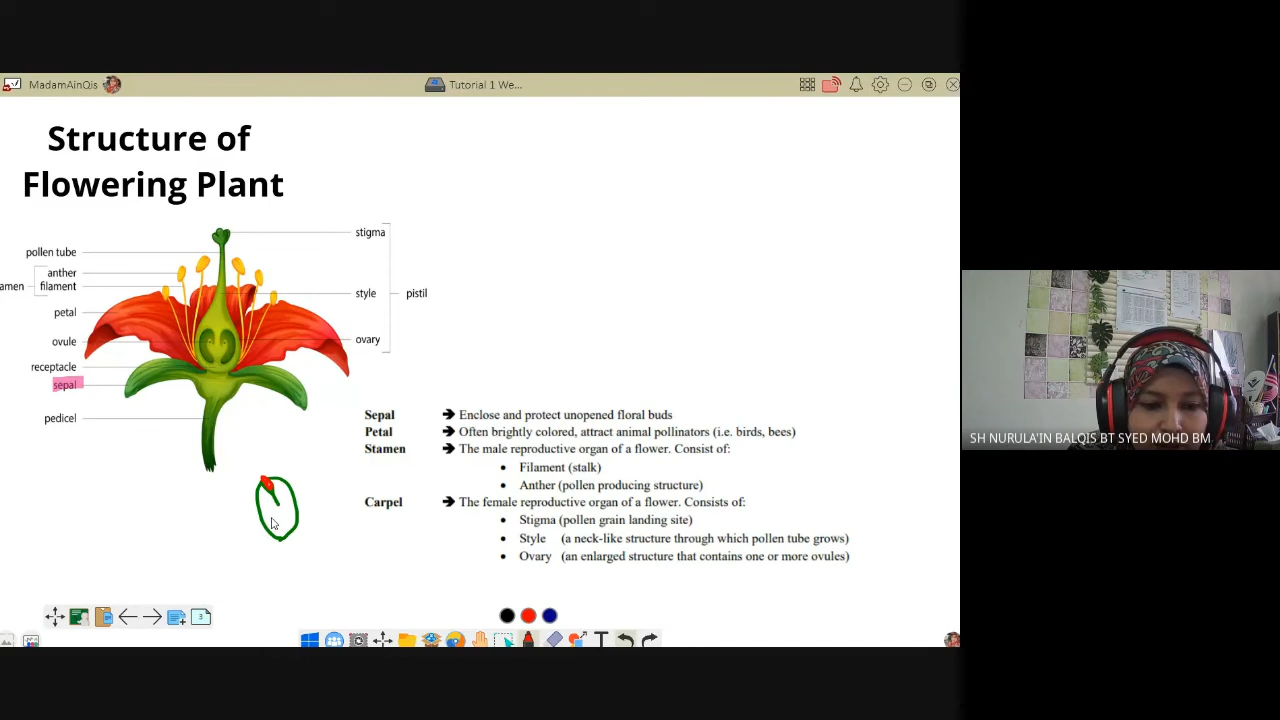 MadamAinQis
Tutorial 1 We...
Structure of
Flowering Plant
stigma
pollen tube
anther
amen
filament
style
pistil
petal
ovule
ovary
receptacle
sepal
pedicel
Sepal ➔ Enclose and protect unopened floral buds
Petal ➔ Often brightly colored, attract animal pollinators (i.e. birds, bees)
Stamen ➔ The male reproductive organ of a flower. Consist of:
• Filament (stalk)
• Anther (pollen producing structure)
Carpel ➔ The female reproductive organ of a flower. Consists of:
• Stigma (pollen grain landing site)
• Style (a neck-like structure through which pollen tube grows)
• Ovary (an enlarged structure that contains one or more ovules)
3
SH NURULA'IN BALQIS BT SYED MOHD BM